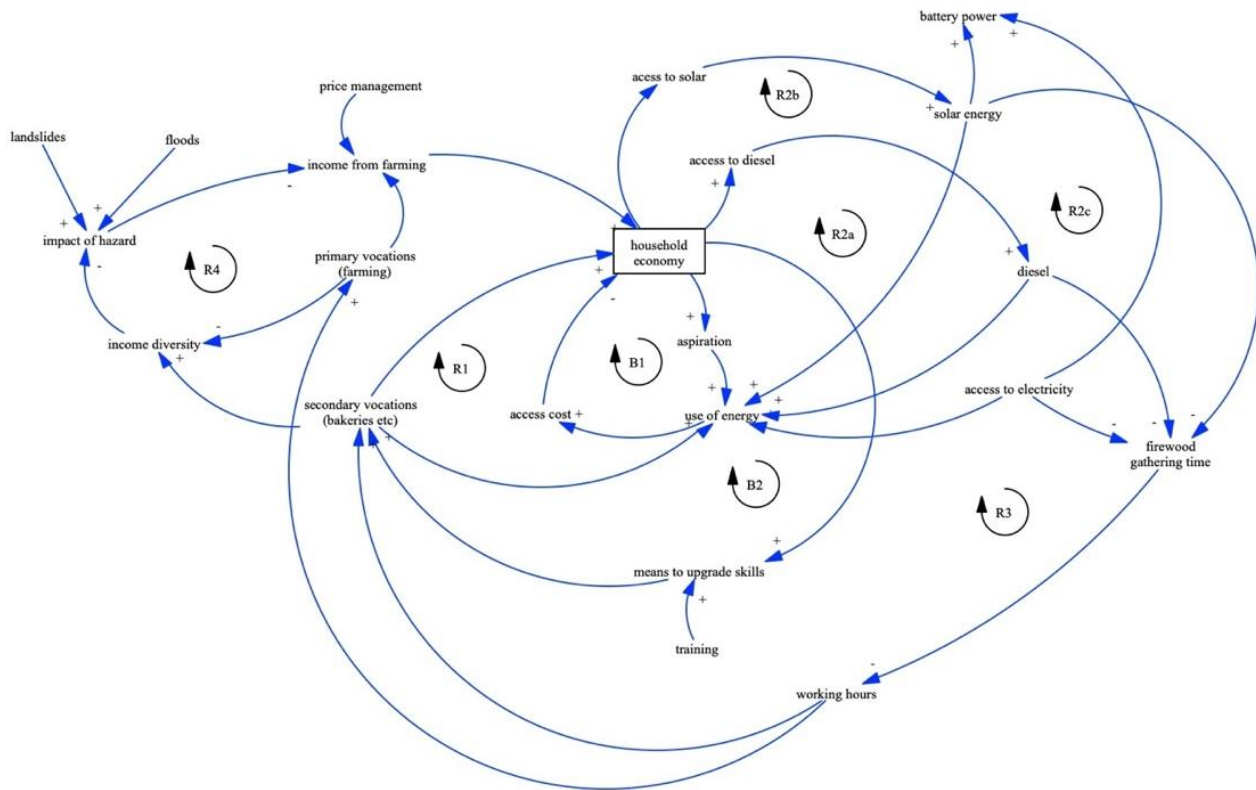 battery power
+
+
acess to solar
R2b
price management
+
solar energy
landslides
floods
income from farming
-
access to diesel
+
R2c
+
+
impact of hazard
-
R4
primary vocations
(farming)
+
+
household
economy
+
-
R2a
+
diesel
income diversity
-
+
+
R1
B1
+
aspiration
+
+
+
access to electricity
secondary vocations
(bakeries etc)
access cost +
use of energy
+
+
+
-
-
-
firewood
gathering time
B2
R3
+
means to upgrade skills
+
training
-
working hours